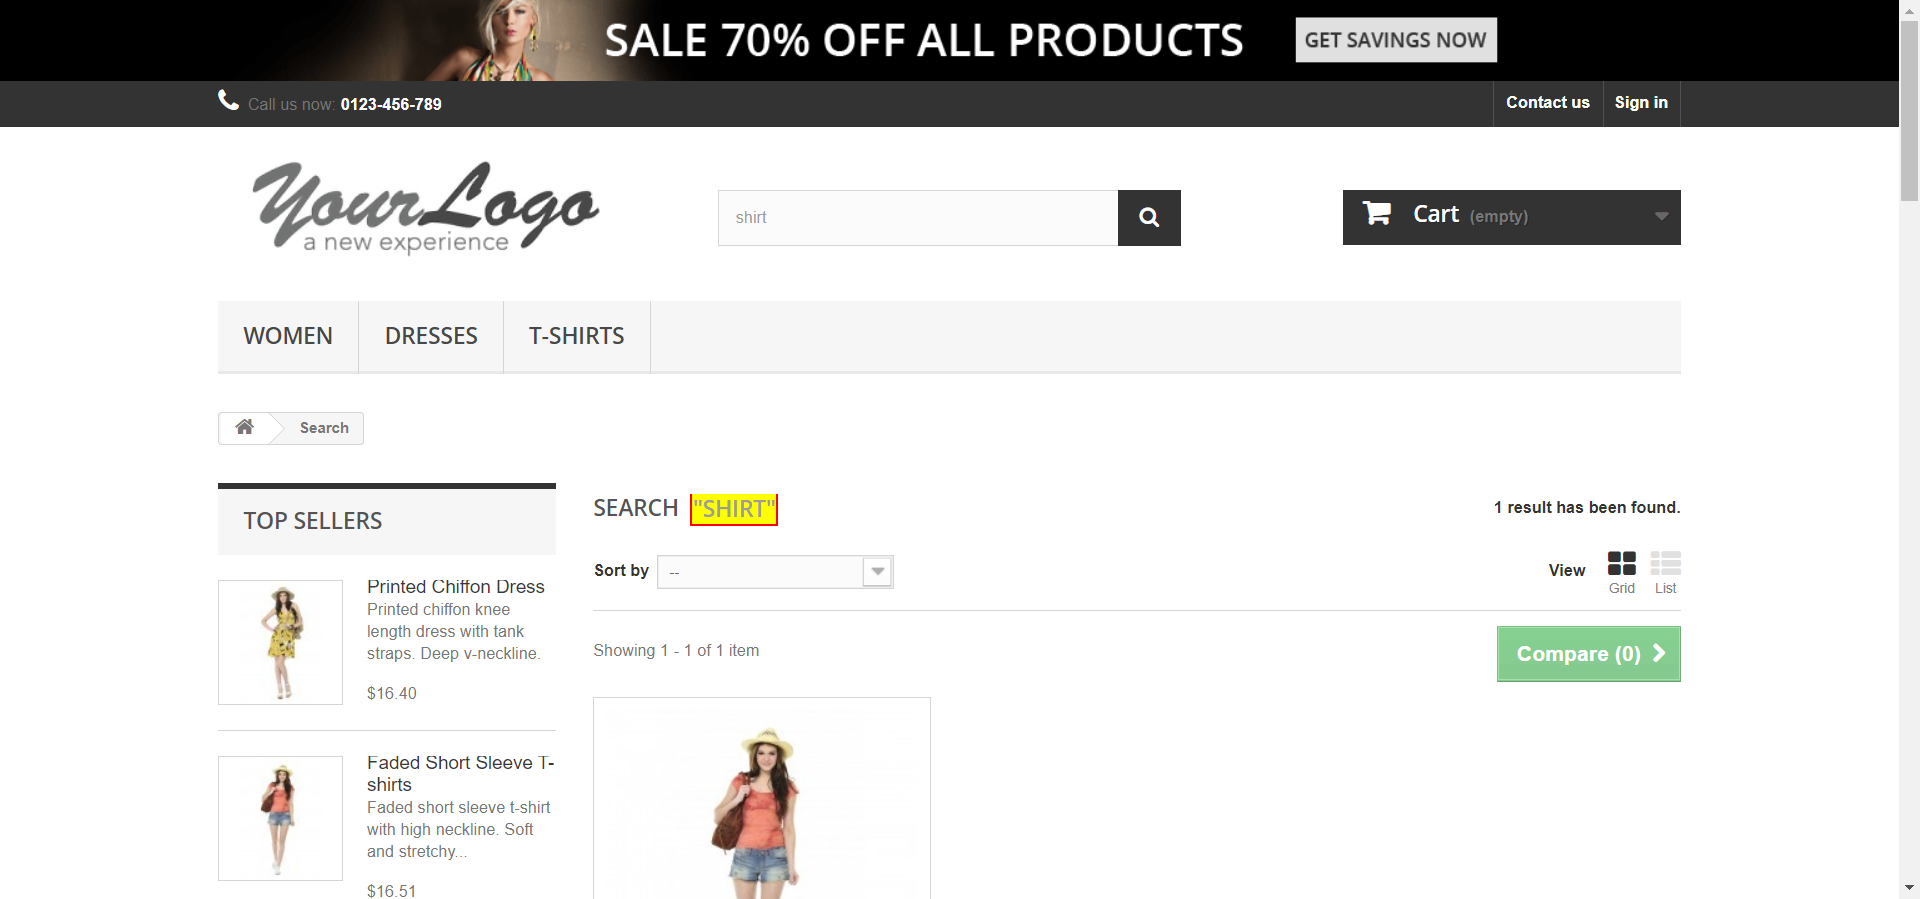 SALE 70% OFF ALL PRODUCTS
GET SAVINGS NOW
Call us now: 0123-456-789
Contact us
Sign in
YourLogo
a new experience
shirt
Cart (empty)
WOMEN
DRESSES
T-SHIRTS
Search
TOP SELLERS
Printed Chiffon Dress
Printed chiffon knee
length dress with tank
straps. Deep v-neckline.
$16.40
Faded Short Sleeve T-
shirts
Faded short sleeve t-shirt
with high neckline. Soft
and stretchy...
$16.51
SEARCH "SHIRT"
1 result has been found.
Sort by
--
View
Grid
List
Showing 1 - 1 of 1 item
Compare (0)